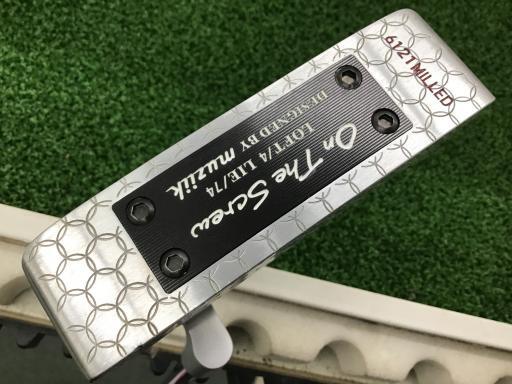 6121 MILLED
On The Screw
LOFT/4 LIE/74
DESIGNED BY muziik